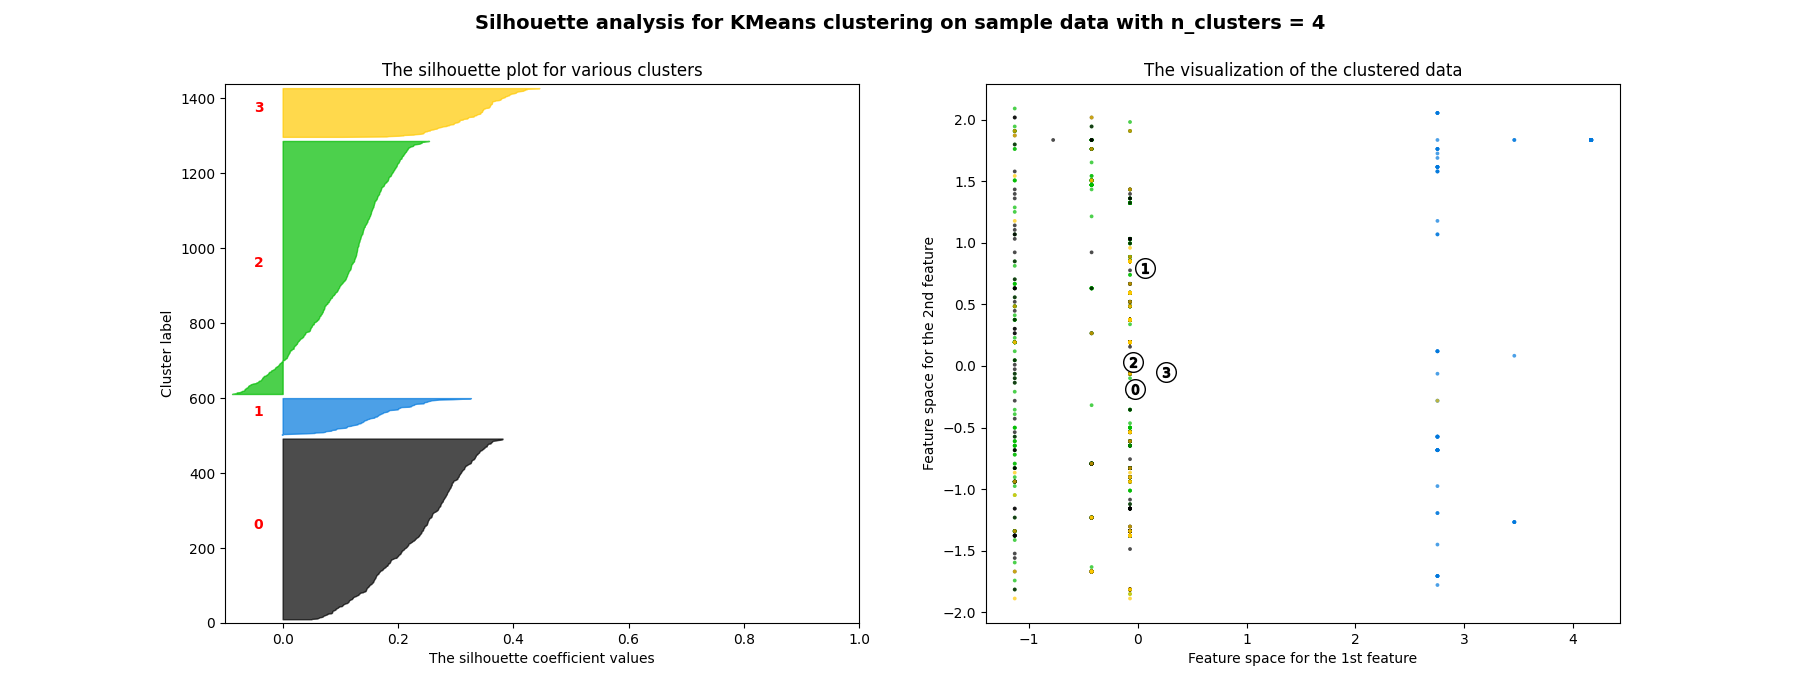 Silhouette analysis for KMeans clustering on sample data with n_clusters = 4
The silhouette plot for various clusters
1400
1200
1000
800
600
400
200
0
Cluster label
3
2
1
0
0.0 0.2 0.4 0.6 0.8 1.0
The silhouette coefficient values
The visualization of the clustered data
2.0
1.5
1.0
0.5
0.0
−0.5
−1.0
−1.5
−2.0
Feature space for the 2nd feature
1
2
3
0
−1 0 1 2 3 4
Feature space for the 1st feature